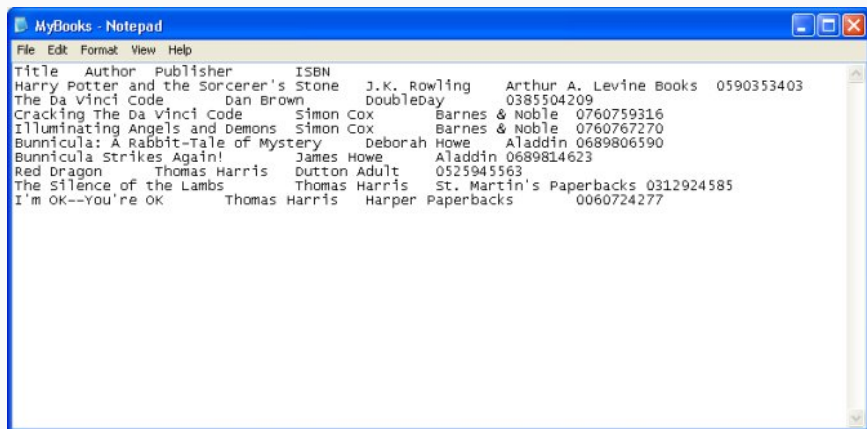 MyBooks - Notepad
File Edit Format View Help
Title Author Publisher ISBN
Harry Potter and the Sorcerer's Stone J.K. Rowling Arthur A. Levine Books 0590353403
The Da Vinci Code Dan Brown DoubleDay 0385504209
Cracking The Da Vinci Code Simon Cox Barnes & Noble 0760759316
Illuminating Angels and Demons Simon Cox Barnes & Noble 0760767270
Bunnicula: A Rabbit-Tale of Mystery Deborah Howe Aladdin 0689806590
Bunnicula Strikes Again! James Howe Aladdin 0689814623
Red Dragon Thomas Harris Dutton Adult 0525945563
The Silence of the Lambs Thomas Harris St. Martin's Paperbacks 0312924585
I'm OK--You're OK Thomas Harris Harper Paperbacks 0060724277